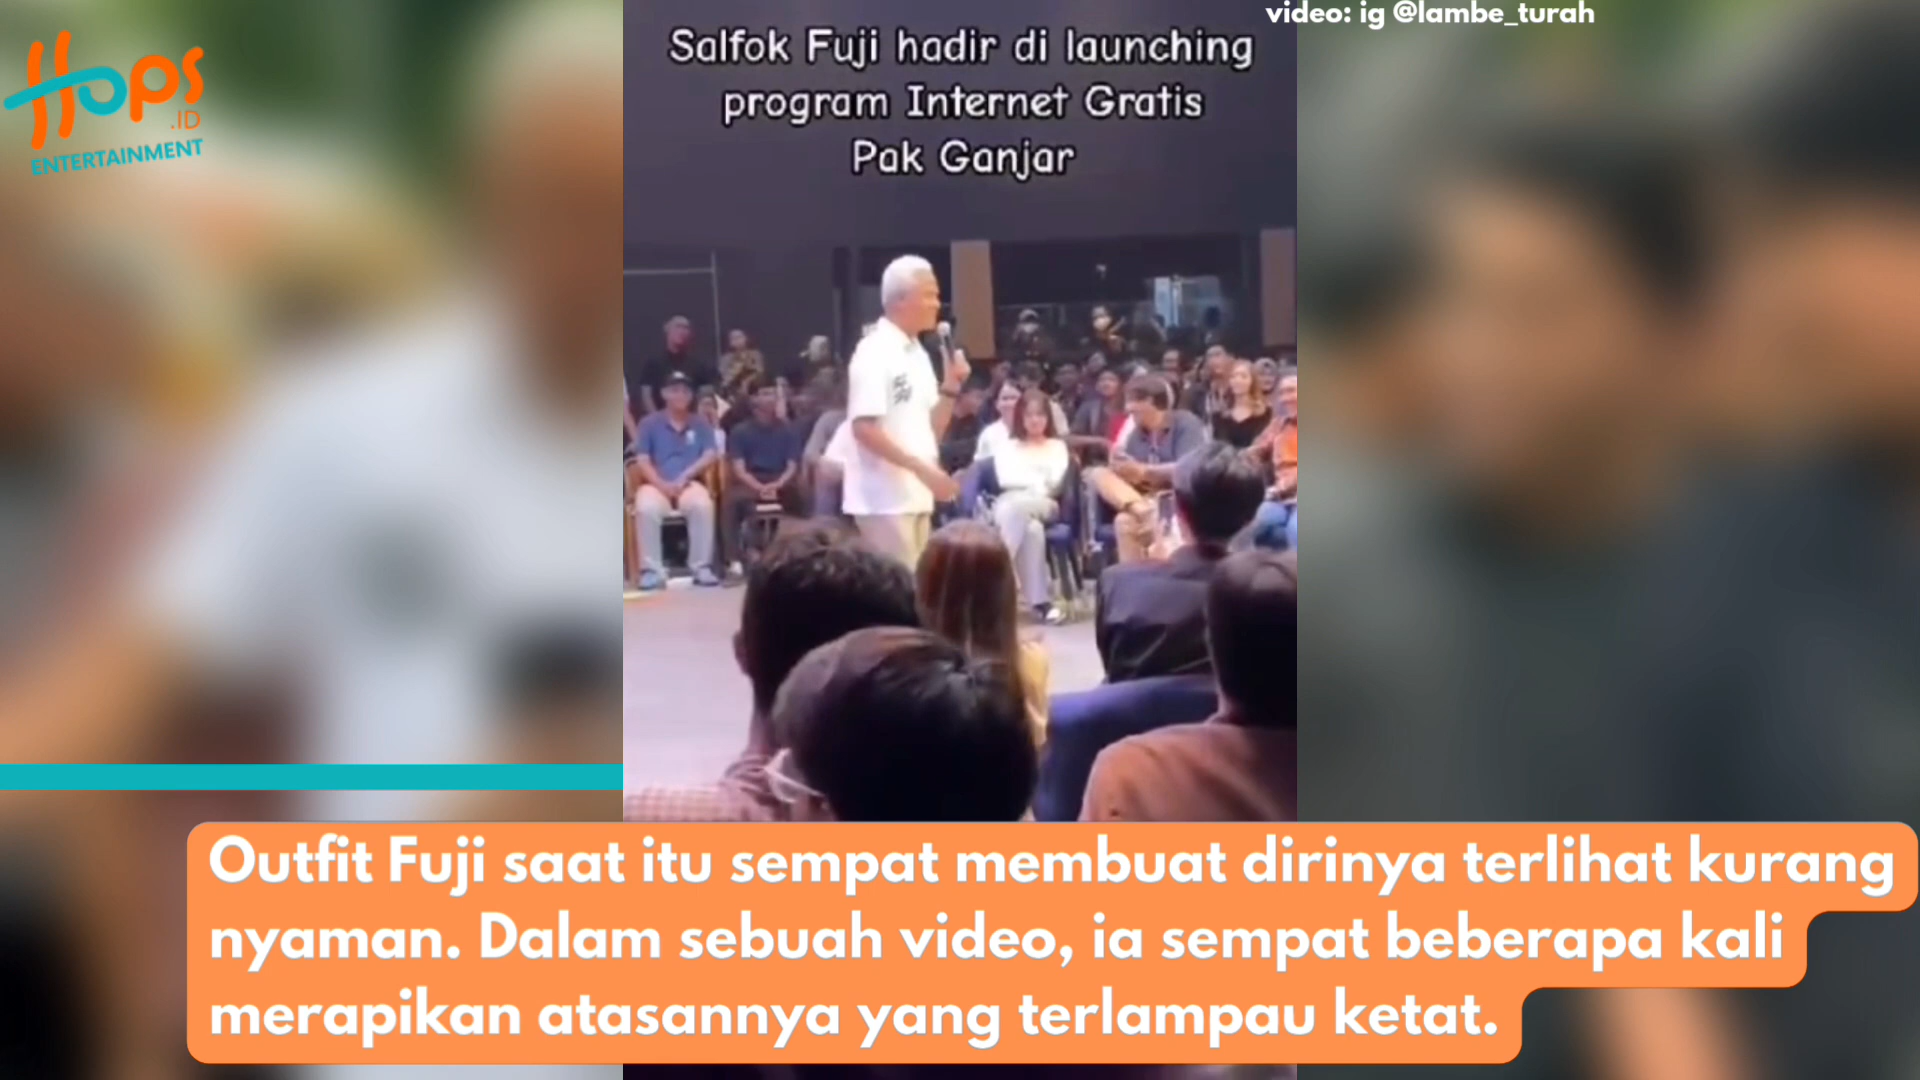 video: ig @lambe_turah
Hops
.ID
ENTERTAINMENT
Salfok Fuji hadir di launching
program Internet Gratis
Pak Ganjar
Outfit Fuji saat itu sempat membuat dirinya terlihat kurang
nyaman. Dalam sebuah video, ia sempat beberapa kali
merapikan atasannya yang terlampau ketat.